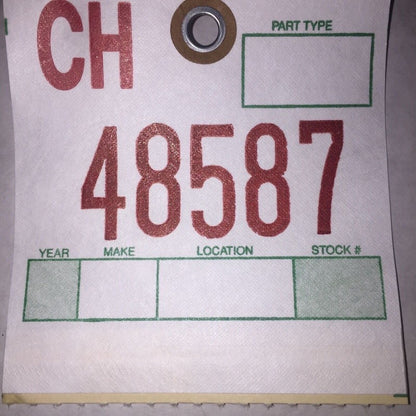 CH
PART TYPE
48587
YEAR MAKE LOCATION STOCK #